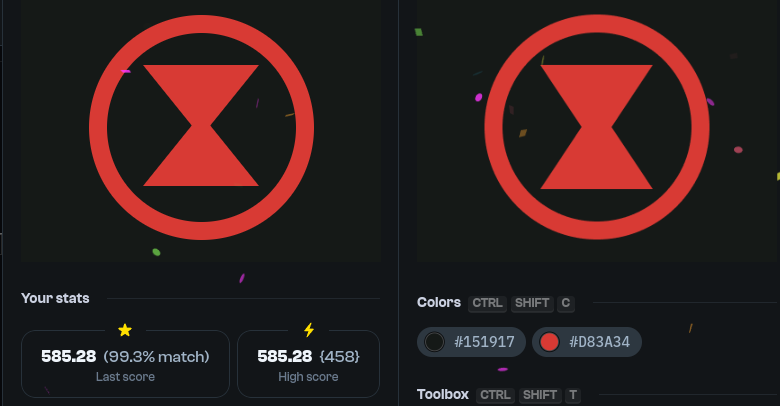 Your stats
585.28 (99.3% match)
Last score
585.28 {458}
High score
Colors CTRL SHIFT C
#151917
#D83A34
Toolbox CTRL SHIFT T